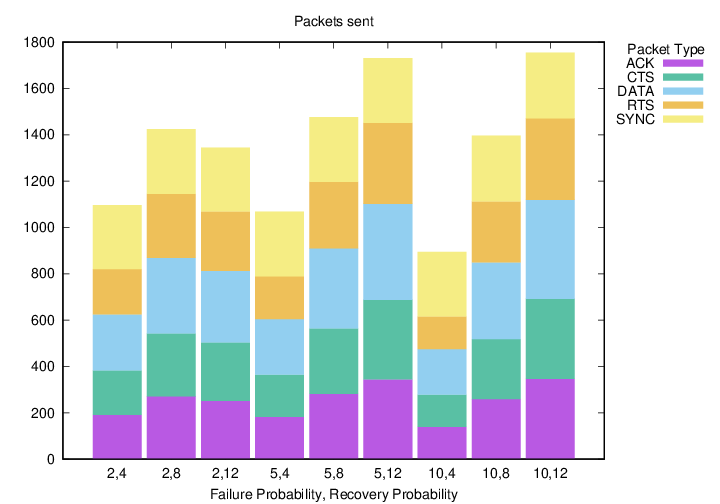 Packets sent
Packet Type
ACK
CTS
DATA
RTS
SYNC
1800
1600
1400
1200
1000
800
600
400
200
0
2,4 2,8 2,12 5,4 5,8 5,12 10,4 10,8 10,12
Failure Probability, Recovery Probability